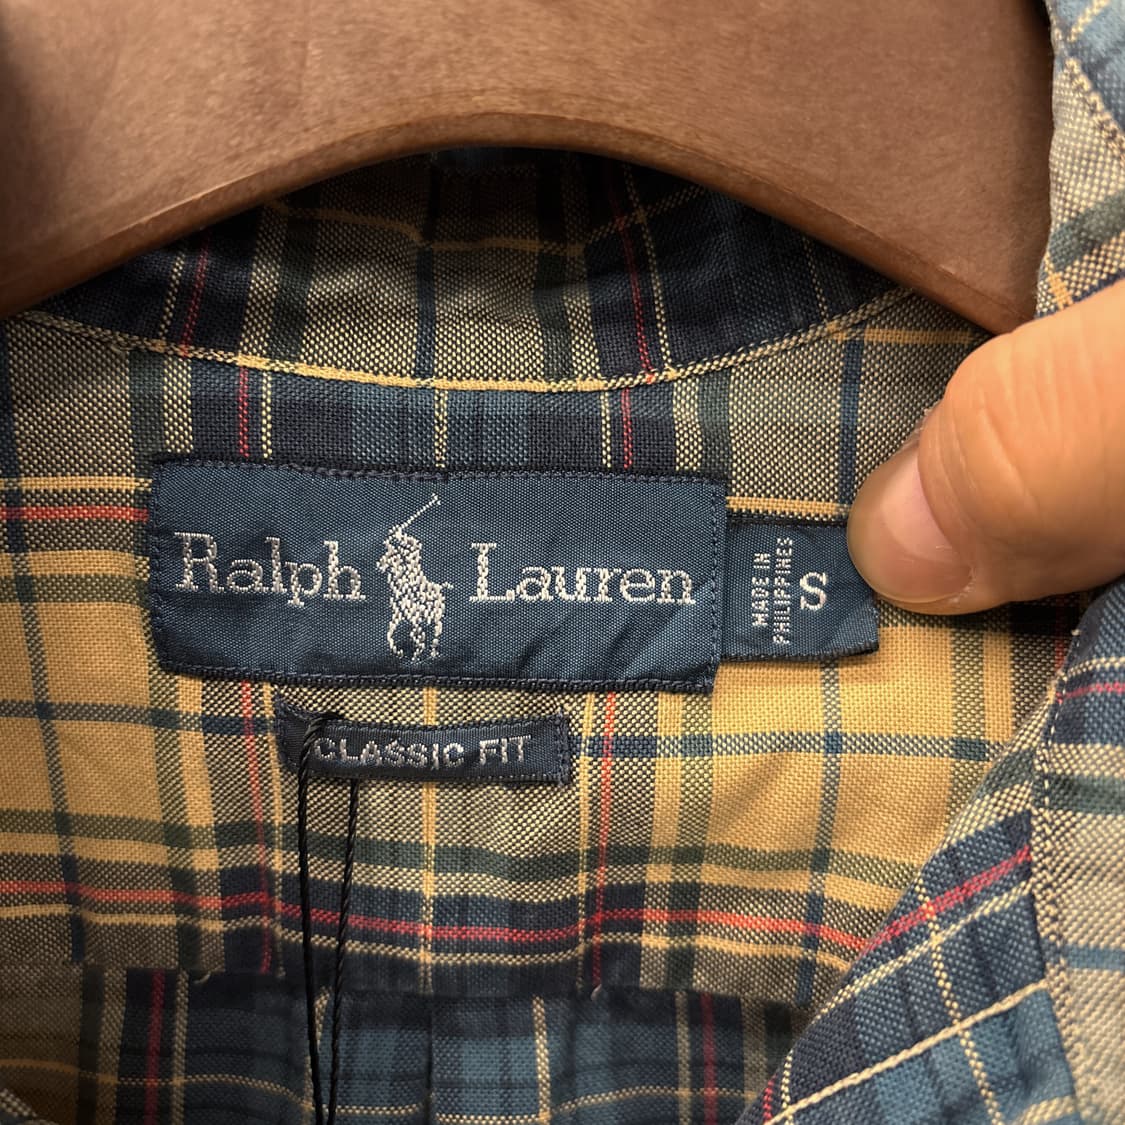 Ralph Lauren
MADE IN
PHILIPPINES
S
CLASSIC FIT